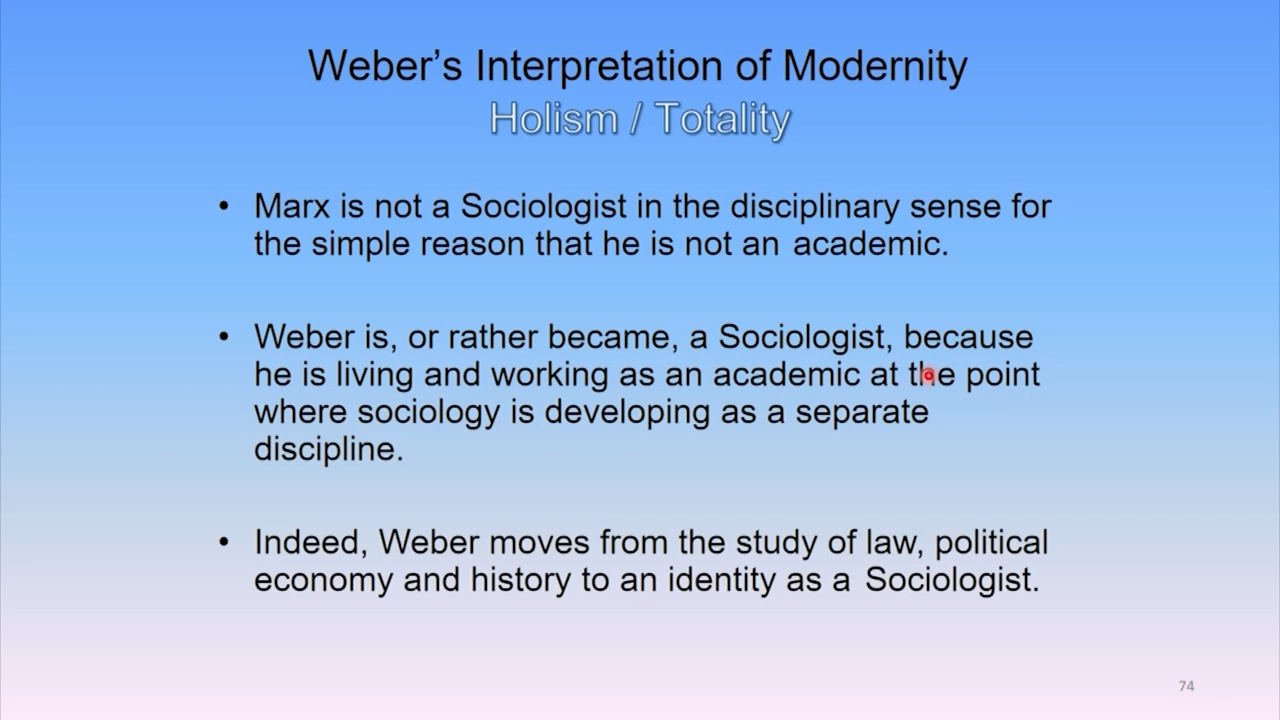 Weber’s Interpretation of Modernity
Holism / Totality
• Marx is not a Sociologist in the disciplinary sense for
the simple reason that he is not an academic.
• Weber is, or rather became, a Sociologist, because
he is living and working as an academic at the point
where sociology is developing as a separate
discipline.
• Indeed, Weber moves from the study of law, political
economy and history to an identity as a Sociologist.
74